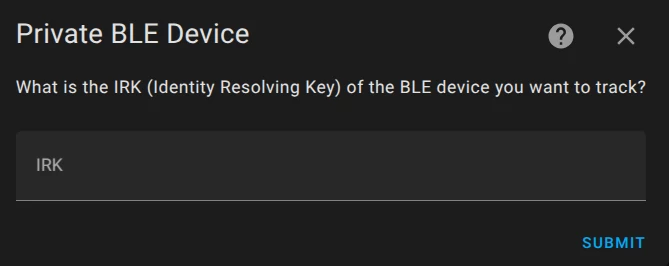 Private BLE Device
What is the IRK (Identity Resolving Key) of the BLE device you want to track?
IRK
SUBMIT